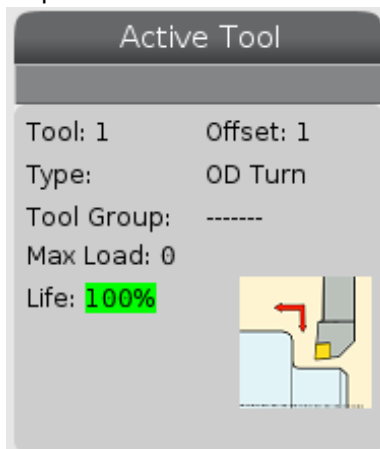 Active Tool
Tool: 1 Offset: 1
Type: OD Turn
Tool Group: -------
Max Load: 0
Life: 100%